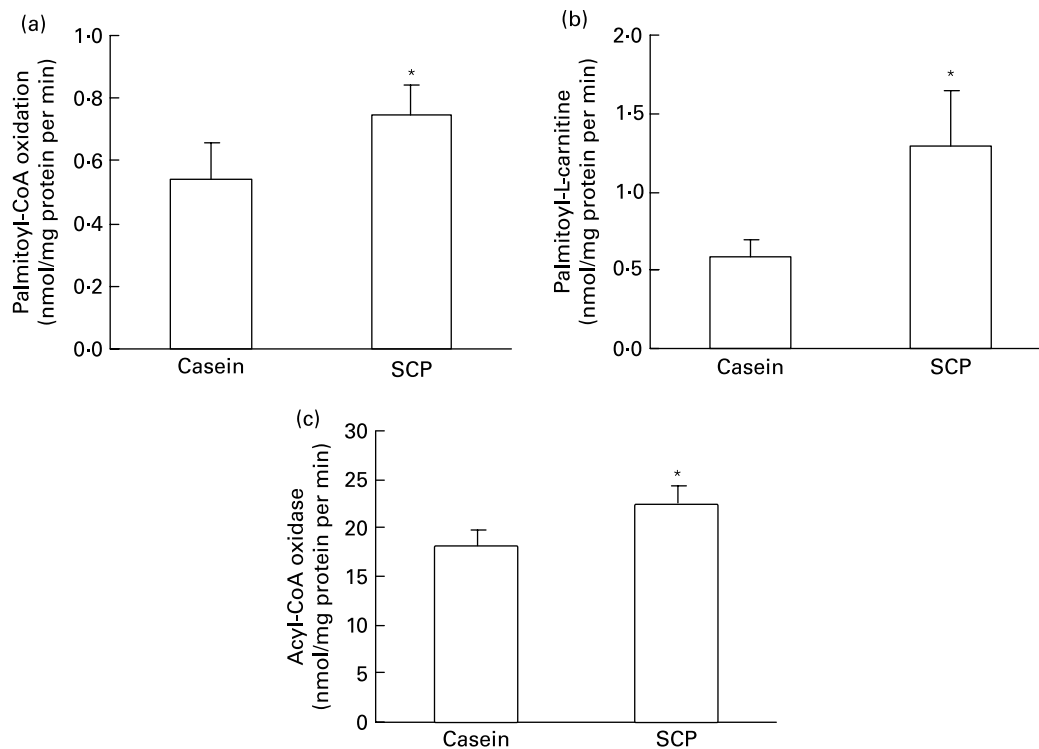 (a)
Palmitoyl-CoA oxidation
(nmol/mg protein per min)
1·0
0·8
0·6
0·4
0·2
0·0
*
Casein
SCP
(b)
Palmitoyl-L-carnitine
(nmol/mg protein per min)
2·0
1·5
1·0
0·5
0·0
*
Casein
SCP
(c)
Acyl-CoA oxidase
(nmol/mg protein per min)
30
25
20
15
10
5
0
*
Casein
SCP